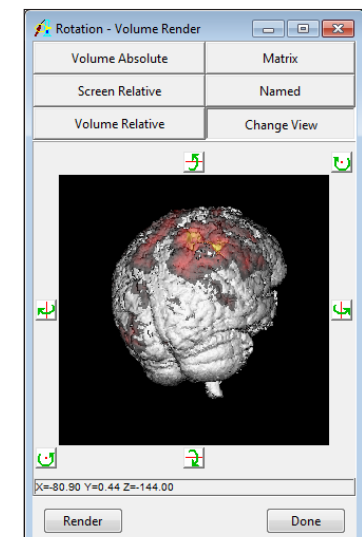 Rotation - Volume Render
Volume Absolute Matrix
Screen Relative Named
Volume Relative Change View
X=-80.90 Y=0.44 Z=-144.00
Render Done